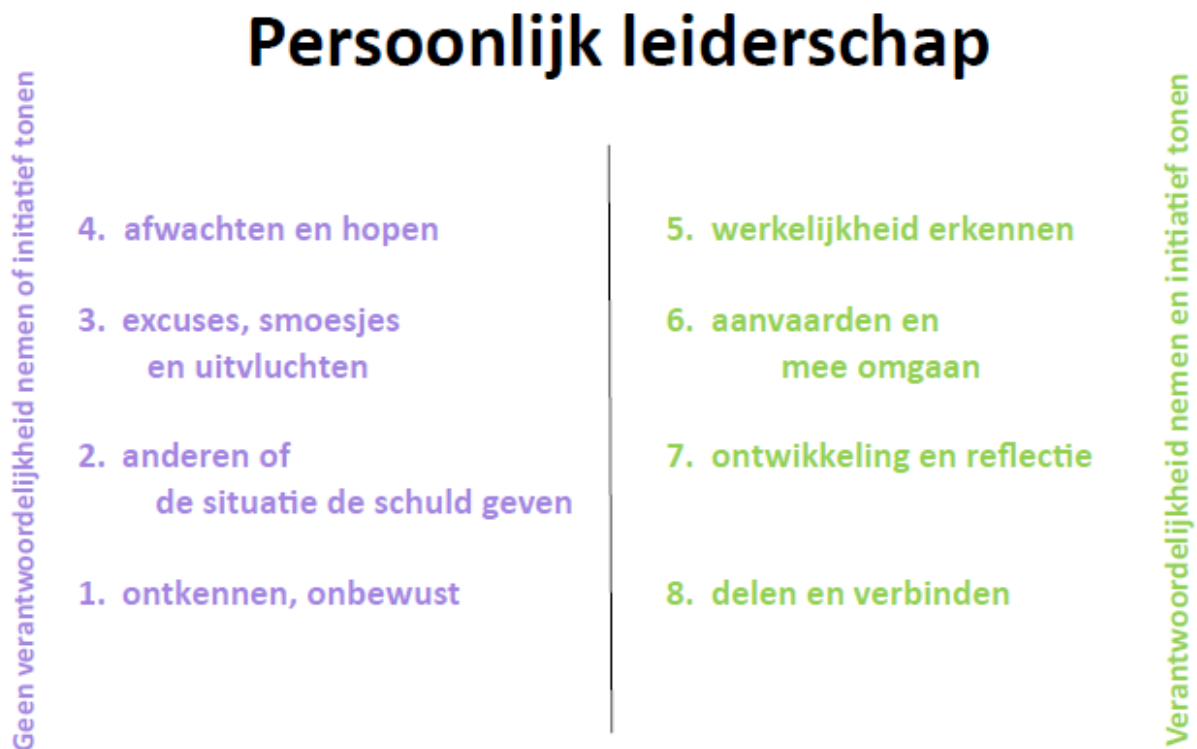 Persoonlijk leiderschap
Geen verantwoordelijkheid nemen of initiatief tonen
4. afwachten en hopen
3. excuses, smoesjes
en uitvluchten
2. anderen of
de situatie de schuld geven
1. ontkennen, onbewust
5. werkelijkheid erkennen
6. aanvaarden en
mee omgaan
7. ontwikkeling en reflectie
8. delen en verbinden
Verantwoordelijkheid nemen en initiatief tonen